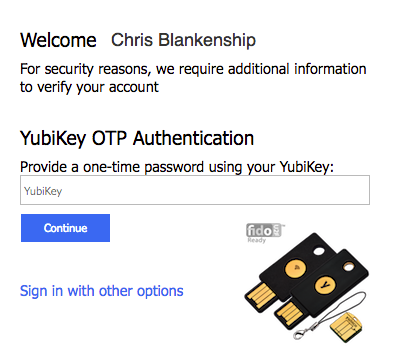 Welcome Chris Blankenship
For security reasons, we require additional information
to verify your account
YubiKey OTP Authentication
Provide a one-time password using your YubiKey:
YubiKey
Continue
fido
Ready
Sign in with other options